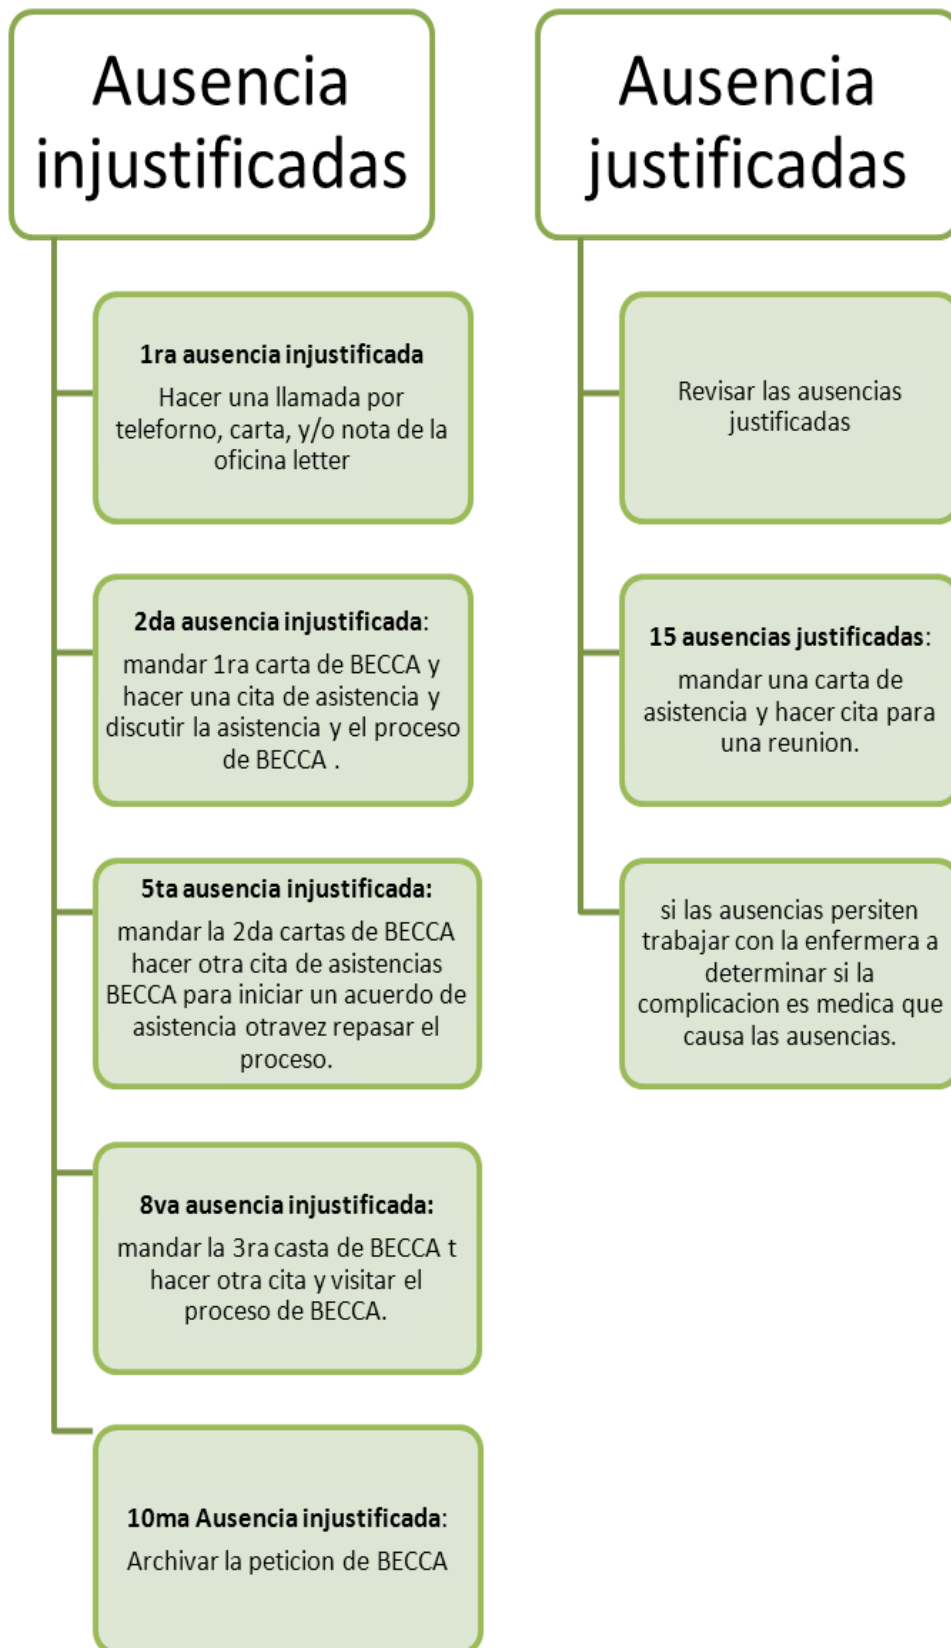 Ausencia
injustificadas
1ra ausencia injustificada
Hacer una llamada por
teleforno, carta, y/o nota de la
oficina letter
2da ausencia injustificada:
mandar 1ra carta de BECCA y
hacer una cita de asistencia y
discutir la asistencia y el proceso
de BECCA .
5ta ausencia injustificada:
mandar la 2da cartas de BECCA
hacer otra cita de asistencias
BECCA para iniciar un acuerdo de
asistencia otravez repasar el
proceso.
8va ausencia injustificada:
mandar la 3ra casta de BECCA t
hacer otra cita y visitar el
proceso de BECCA.
10ma Ausencia injustificada:
Archivar la peticion de BECCA
Ausencia
justificadas
Revisar las ausencias
justificadas
15 ausencias justificadas:
mandar una carta de
asistencia y hacer cita para
una reunion.
si las ausencias persiten
trabajar con la enfermera a
determinar si la
complicacion es medica que
causa las ausencias.